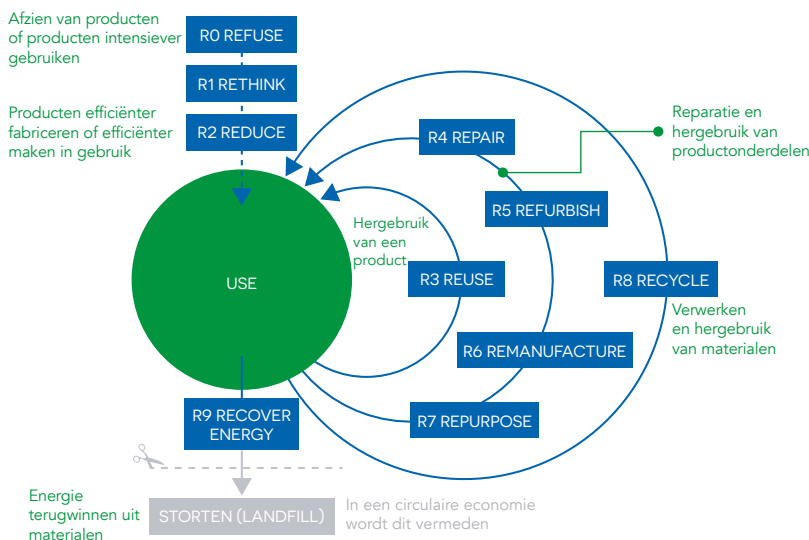 Afzien van producten
of producten intensiever
gebruiken
R0 REFUSE
R1 RETHINK
Producten efficiënter
fabriceren of efficiënter
maken in gebruik
R2 REDUCE
R4 REPAIR
Reparatie en
hergebruik van
productonderdelen
R5 REFURBISH
Hergebruik
van een
product
USE
R3 REUSE
R8 RECYCLE
Verwerken
en hergebruik
van materialen
R6 REMANUFACTURE
R7 REPURPOSE
R9 RECOVER
ENERGY
Energie
terugwinnen uit
materialen
STORTEN (LANDFILL)
In een circulaire economie
wordt dit vermeden